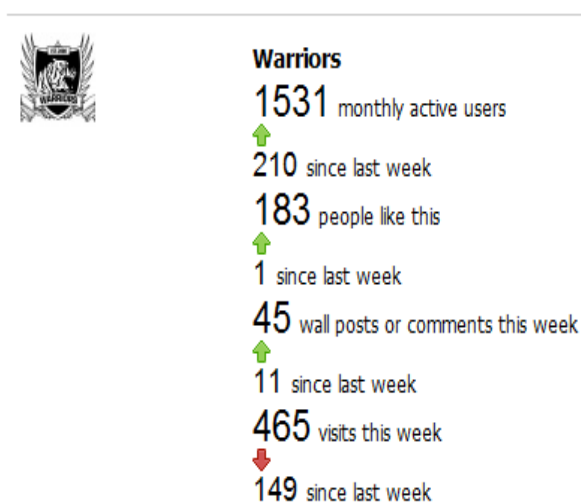 WARRIORS
Warriors
1531 monthly active users
210 since last week
183 people like this
1 since last week
45 wall posts or comments this week
11 since last week
465 visits this week
149 since last week